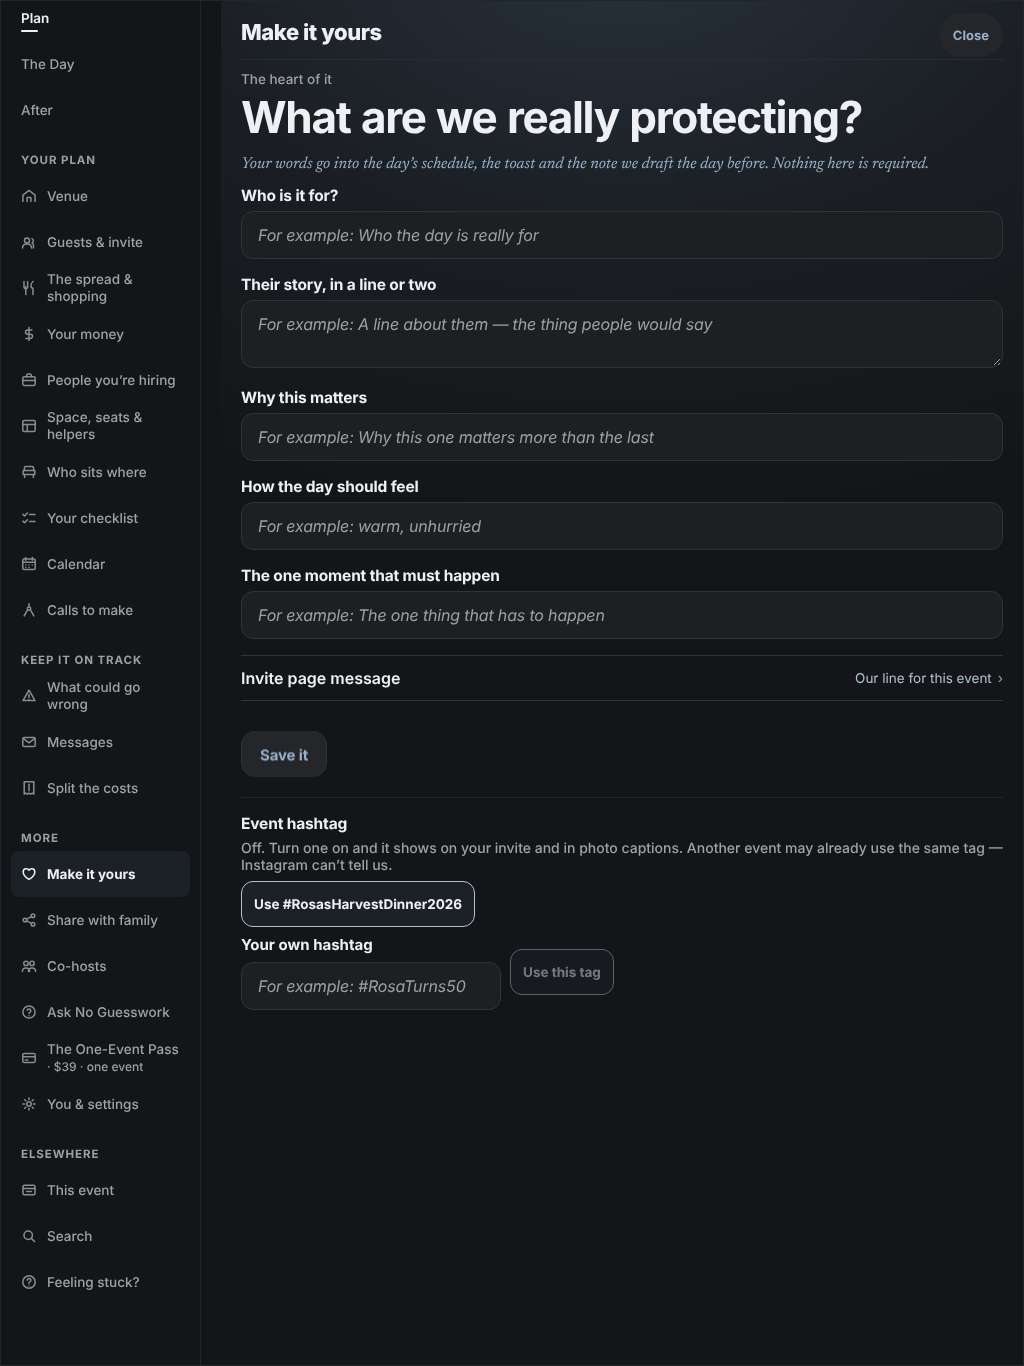 Plan
The Day
After
YOUR PLAN
Venue
Guests & invite
The spread &
shopping
Your money
People you’re hiring
Space, seats &
helpers
Who sits where
Your checklist
Calendar
Calls to make
KEEP IT ON TRACK
What could go
wrong
Messages
Split the costs
MORE
Make it yours
Share with family
Co-hosts
Ask No Guesswork
The One-Event Pass
· $39 · one event
You & settings
ELSEWHERE
This event
Search
Feeling stuck?
Make it yours
Close
The heart of it
What are we really protecting?
Your words go into the day’s schedule, the toast and the note we draft the day before. Nothing here is required.
Who is it for?
For example: Who the day is really for
Their story, in a line or two
For example: A line about them — the thing people would say
Why this matters
For example: Why this one matters more than the last
How the day should feel
For example: warm, unhurried
The one moment that must happen
For example: The one thing that has to happen
Invite page message
Our line for this event ›
Save it
Event hashtag
Off. Turn one on and it shows on your invite and in photo captions. Another event may already use the same tag —
Instagram can’t tell us.
Use #RosasHarvestDinner2026
Your own hashtag
For example: #RosaTurns50
Use this tag